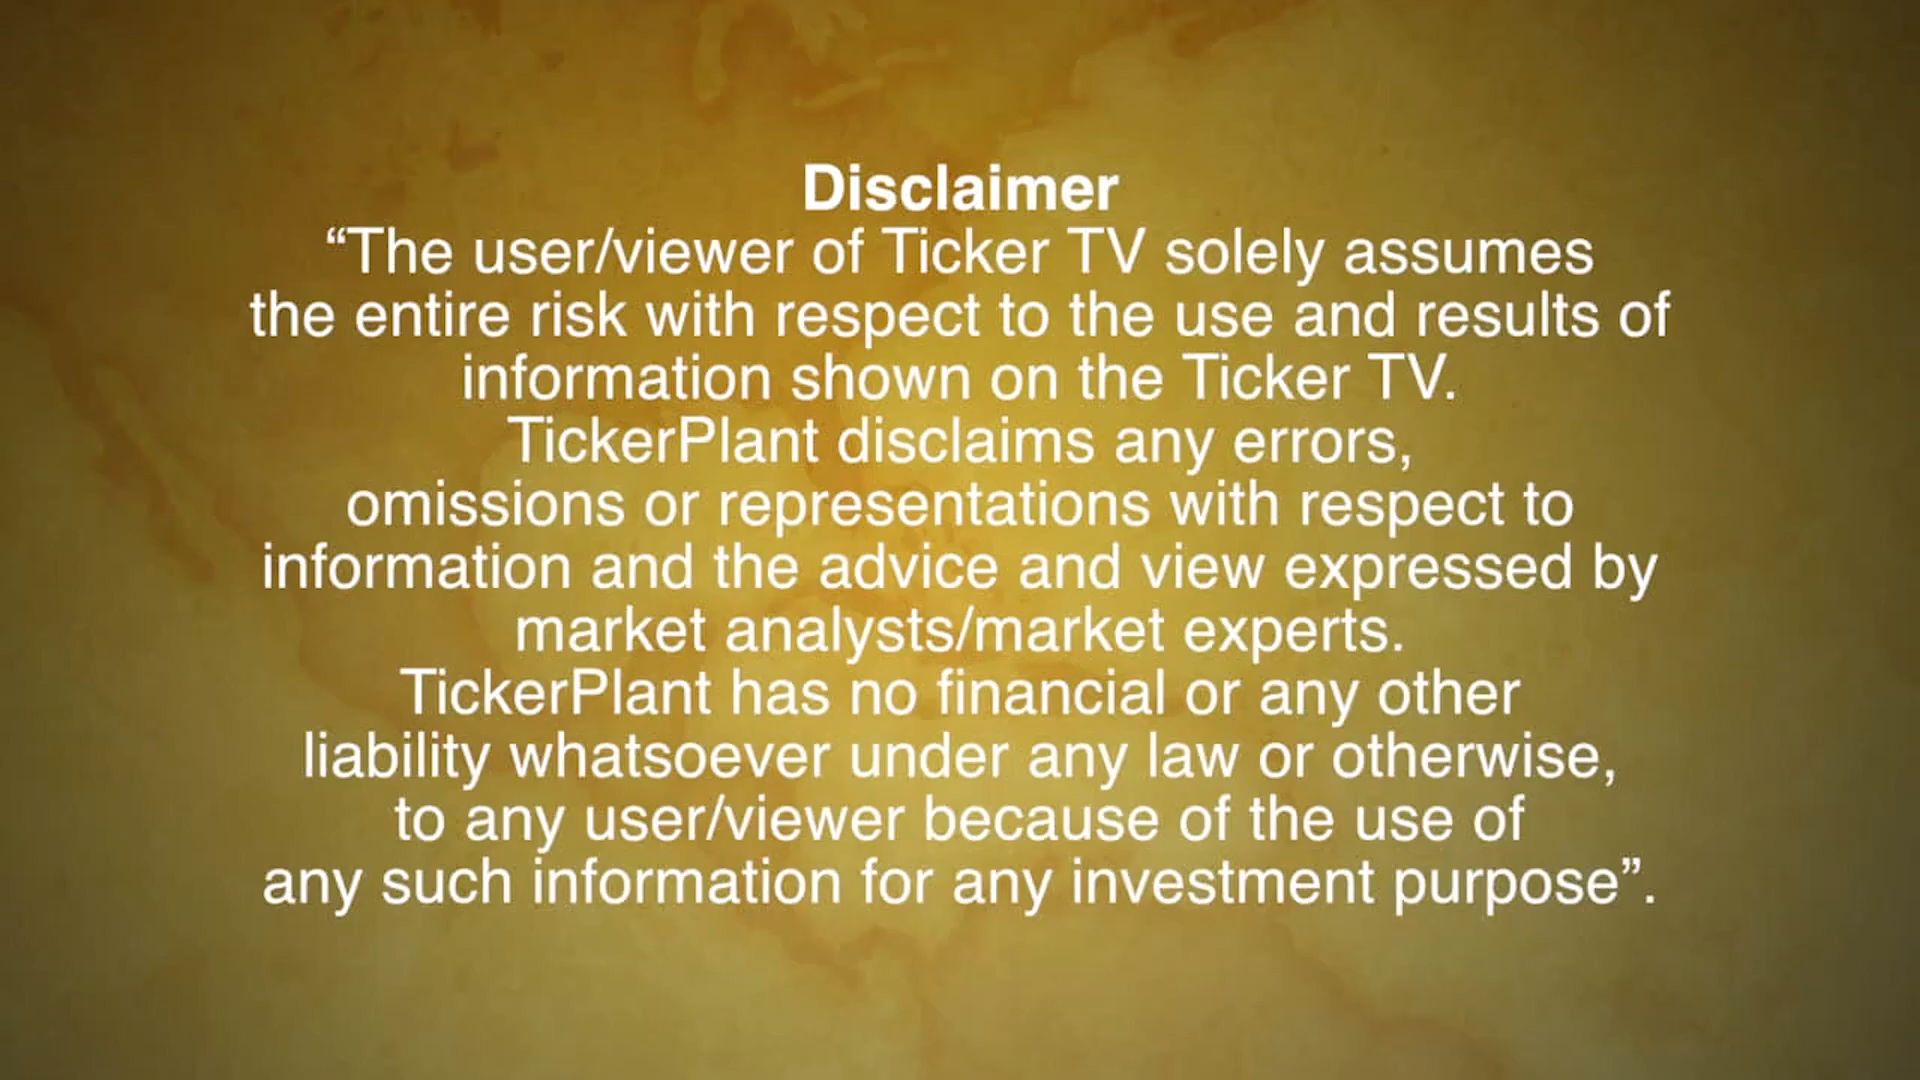 Disclaimer
“The user/viewer of Ticker TV solely assumes
the entire risk with respect to the use and results of
information shown on the Ticker TV.
TickerPlant disclaims any errors,
omissions or representations with respect to
information and the advice and view expressed by
market analysts/market experts.
TickerPlant has no financial or any other
liability whatsoever under any law or otherwise,
to any user/viewer because of the use of
any such information for any investment purpose”.